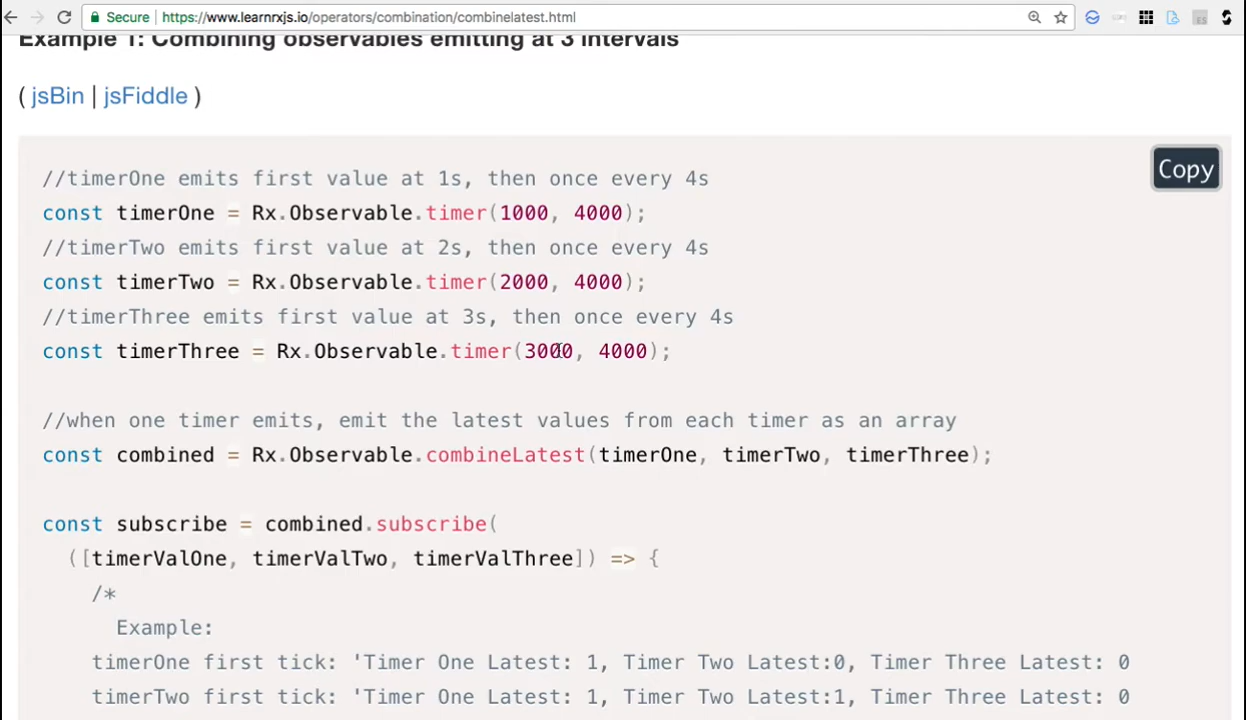 Secure | https://www.learnrxjs.io/operators/combination/combinelatest.html
Example 1: Combining observables emitting at 3 intervals
( jsBin | jsFiddle )
Copy
//timerOne emits first value at 1s, then once every 4s
const timerOne = Rx.Observable.timer(1000, 4000);
//timerTwo emits first value at 2s, then once every 4s
const timerTwo = Rx.Observable.timer(2000, 4000);
//timerThree emits first value at 3s, then once every 4s
const timerThree = Rx.Observable.timer(3000, 4000);
//when one timer emits, emit the latest values from each timer as an array
const combined = Rx.Observable.combineLatest(timerOne, timerTwo, timerThree);
const subscribe = combined.subscribe(
([timerValOne, timerValTwo, timerValThree]) => {
/*
Example:
timerOne first tick: 'Timer One Latest: 1, Timer Two Latest:0, Timer Three Latest: 0
timerTwo first tick: 'Timer One Latest: 1, Timer Two Latest:1, Timer Three Latest: 0